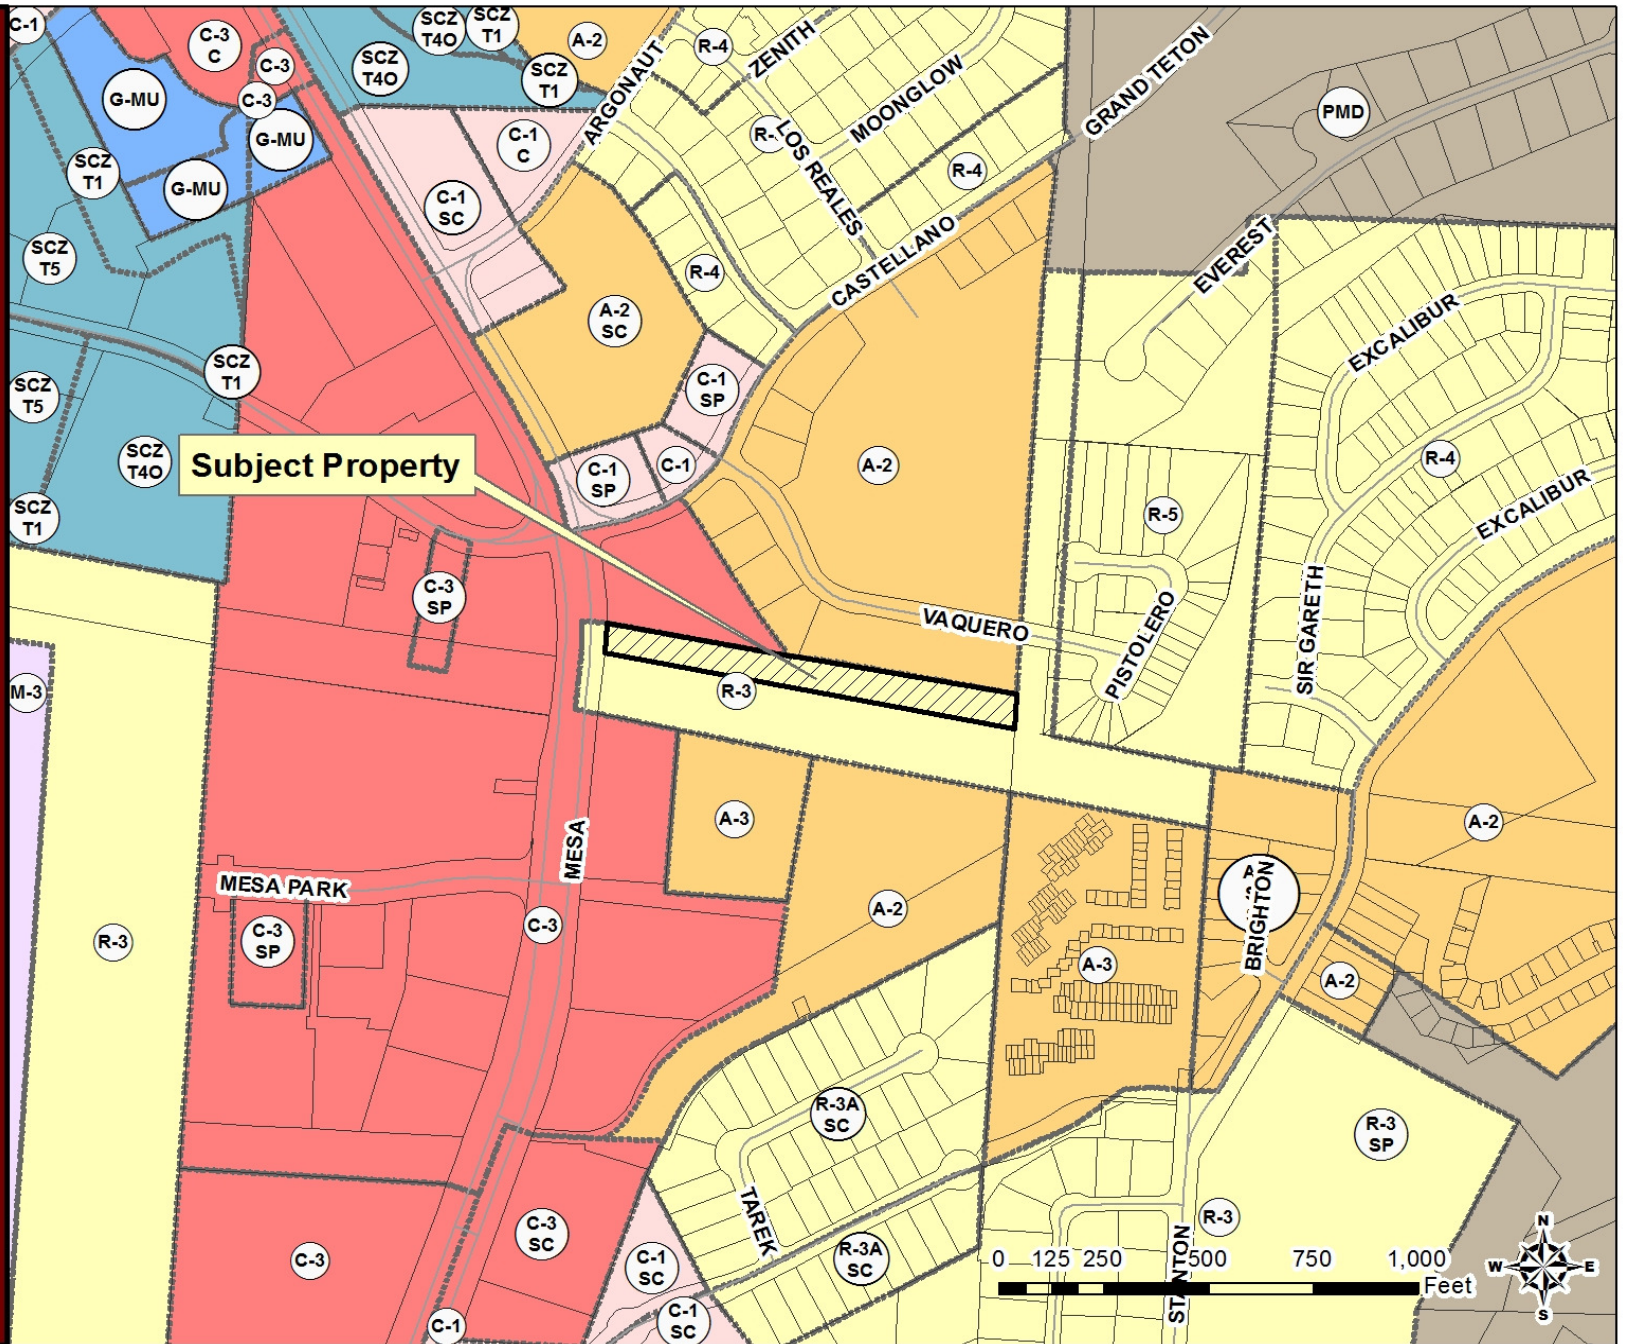 C-1
C-3
C
SCZ
T4O
SCZ
T1
A-2
R-4
ZENITH
ARGONAUT
GRAND TETON
C-3
SCZ
T4O
SCZ
T1
G-MU
C-3
PMD
MOONGLOW
G-MU
C-1
C
LOS REALES
SCZ
T1
G-MU
R-4
C-1
SC
CASTELLANO
SCZ
T5
R-4
EVEREST
A-2
SC
EXCALIBUR
SCZ
T1
SCZ
T5
C-1
SP
SCZ
T4O
Subject Property
C-1
SP
C-1
A-2
R-4
EXCALIBUR
SCZ
T1
R-5
C-3
SP
SIR GARETH
VAQUERO
PISTOLERO
M-3
R-3
A-3
A-2
MESA
MESA PARK
BRIGHTON
C-3
SP
C-3
A-2
R-3
A-3
A-2
R-3A
SC
R-3
SP
TAREK
R-3
C-3
SC
C-3
C-1
SC
R-3A
SC
STANTON
C-1
C-1
SC
0 125 250 500 750 1,000
Feet
N
W E
S